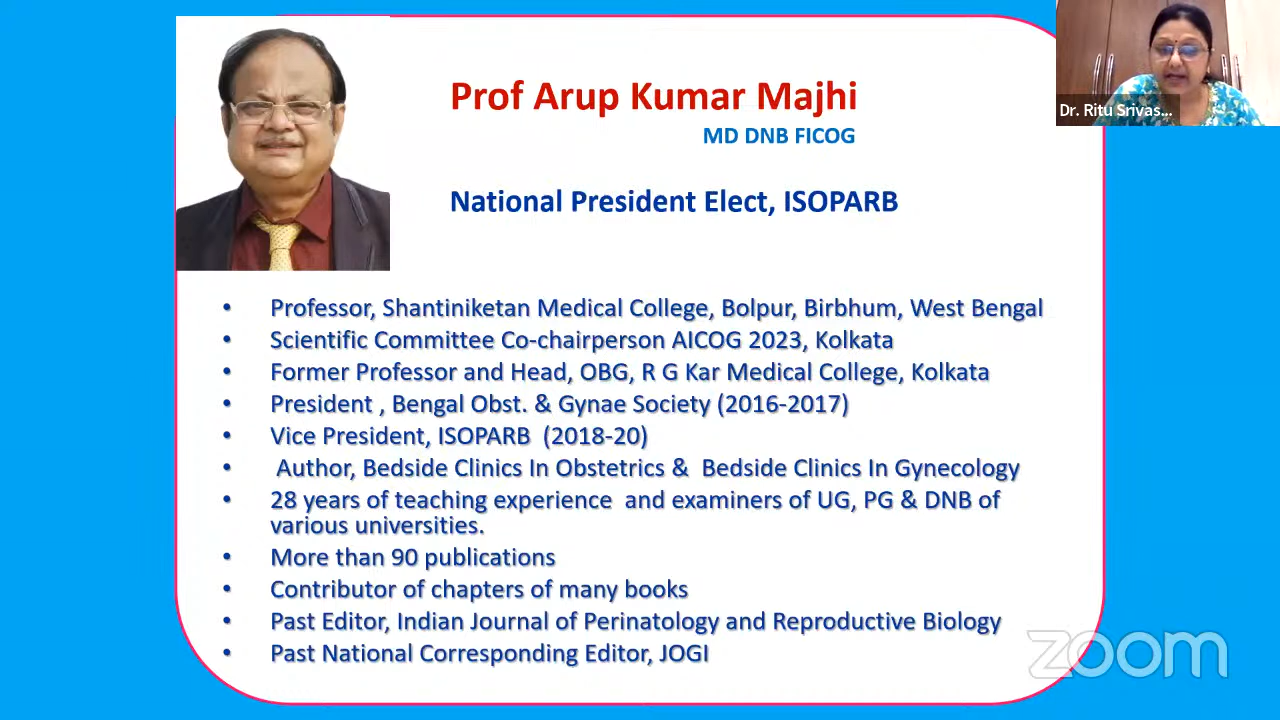 Prof Arup Kumar Majhi
MD DNB FICOG
National President Elect, ISOPARB
Dr. Ritu Srivas...
• Professor, Shantiniketan Medical College, Bolpur, Birbhum, West Bengal
• Scientific Committee Co-chairperson AICOG 2023, Kolkata
• Former Professor and Head, OBG, R G Kar Medical College, Kolkata
• President , Bengal Obst. & Gynae Society (2016-2017)
• Vice President, ISOPARB (2018-20)
• Author, Bedside Clinics In Obstetrics & Bedside Clinics In Gynecology
• 28 years of teaching experience and examiners of UG, PG & DNB of
various universities.
• More than 90 publications
• Contributor of chapters of many books
• Past Editor, Indian Journal of Perinatology and Reproductive Biology
• Past National Corresponding Editor, JOGI
zoom